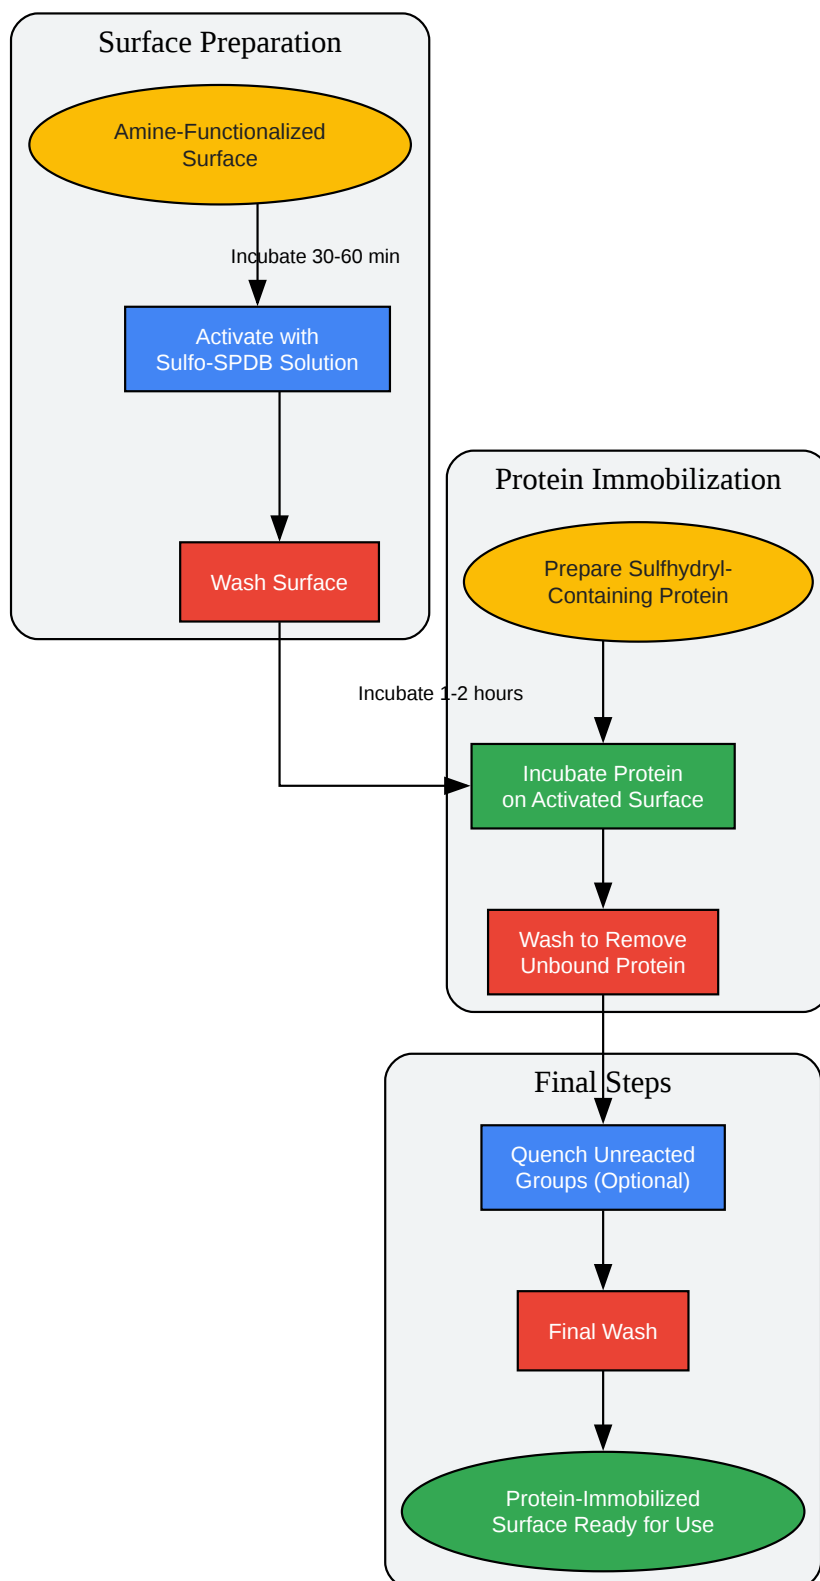 Surface Preparation
Amine-Functionalized
Surface
Incubate 30-60 min
Activate with
Sulfo-SPDB Solution
Wash Surface
Protein Immobilization
Prepare Sulfhydryl-
Containing Protein
Incubate 1-2 hours
Incubate Protein
on Activated Surface
Wash to Remove
Unbound Protein
Final Steps
Quench Unreacted
Groups (Optional)
Final Wash
Protein-Immobilized
Surface Ready for Use